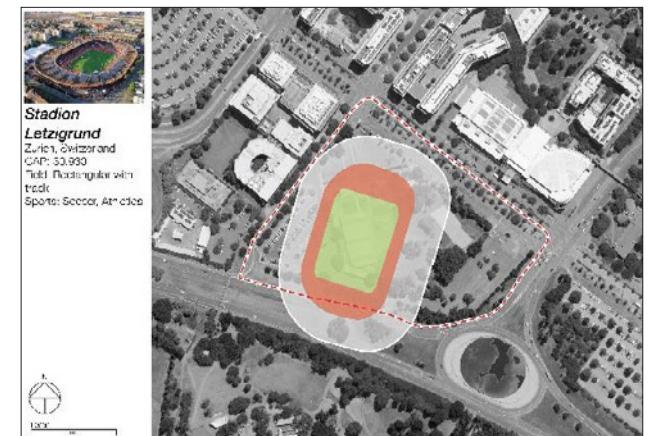 Stadion
Letzigrund
Zurich, Switzerland
Field: Rectangular with
track
Sports: Soccer, Athletics
N